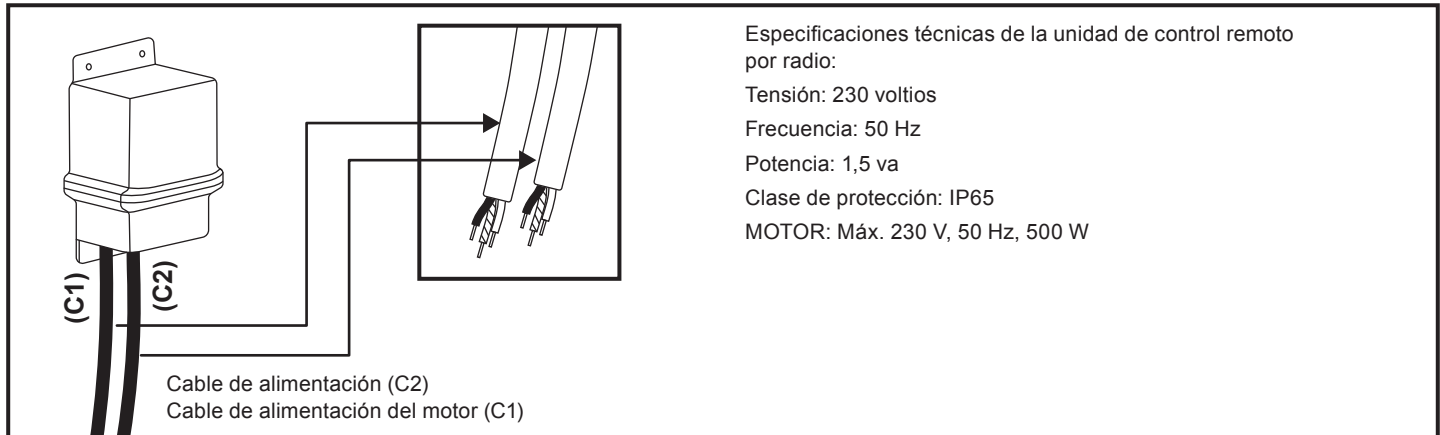 Especificaciones técnicas de la unidad de control remoto
por radio:
Tensión: 230 voltios
Frecuencia: 50 Hz
Potencia: 1,5 va
Clase de protección: IP65
MOTOR: Máx. 230 V, 50 Hz, 500 W
(C1)
(C2)
Cable de alimentación (C2)
Cable de alimentación del motor (C1)